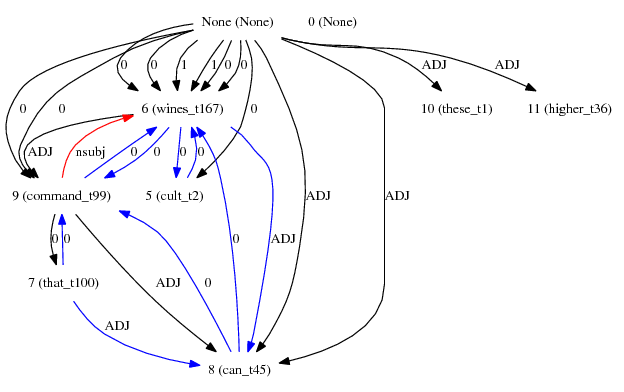 None (None) 0 (None)
0 0 1 1 0 0 ADJ ADJ
6 (wines_t167) 10 (these_t1) 11 (higher_t36)
0 0 0
ADJ nsubj 0 0 0 0
9 (command_t99) 5 (cult_t2) ADJ ADJ
0 0 0 ADJ
7 (that_t100) ADJ 0
ADJ
8 (can_t45)